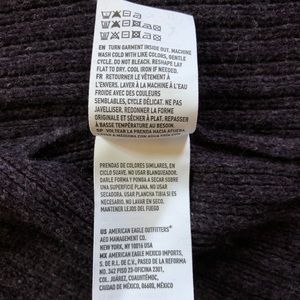 EN TURN GARMENT INSIDE OUT. MACHINE
WASH COLD WITH LIKE COLORS, GENTLE
CYCLE. DO NOT BLEACH. RESHAPE LAY
FLAT TO DRY. COOL IRON IF NEEDED.
FR RETOURNER LE VÊTEMENT À
L'ENVERS. LAVER À LA MACHINE À L'EAU
FROIDE AVEC DES COULEURS
SEMBLABLES, CYCLE DÉLICAT. NE PAS
JAVELLISER. REDONNER LA FORME
ORIGINALE ET SÉCHER À PLAT. REPASSER
À BASSE TEMPÉRATURE AU BESOIN.
SP. VOLTEAR LA PRENDA HACIA AFUERA
PRENDAS DE COLORES SIMILARES, EN
CICLO SUAVE, NO USAR BLANQUEADOR.
DARLE FORMA Y PONDRA A SECAR SOBRE
UNA SUPERFICIE PLANA. NO USAR
SECADORA. USAR PLANCHA TIBIA SI ES
NECESARIO. NO LAVAR EN SECO.
MANTENER LEJOS DEL FUEGO
US AMERICAN EAGLE OUTFITTERS®
AEO MANAGEMENT CO.
NEW YORK, NY 10016 USA
MX AMERICAN EAGLE MEXICO IMPORTS,
S. DE R.L. DE C.V., PASEO DE LA REFORMA
NO. 342 PISO 23-OFICINA 2301,
COL. JUAREZ, CUAUHTEMOC,
CIUDAD DE MÉXICO, 06600, MÉXICO